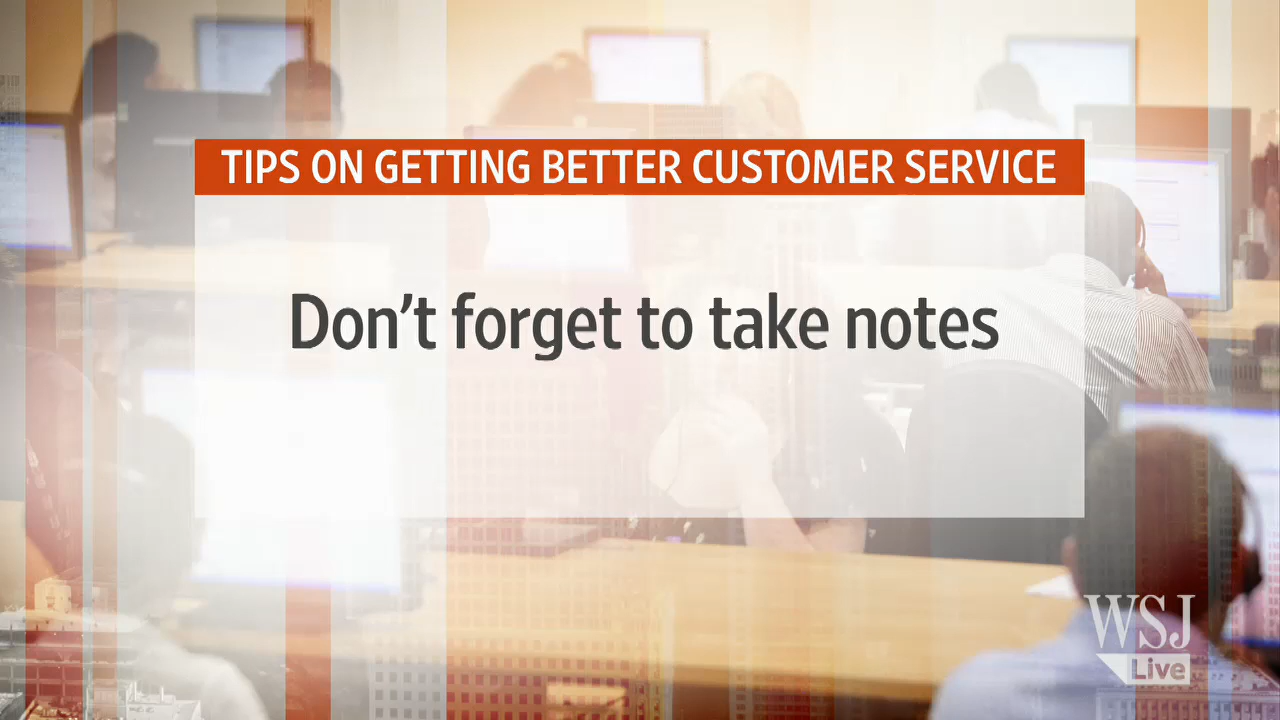 TIPS ON GETTING BETTER CUSTOMER SERVICE
Don't forget to take notes
WSJ
Live